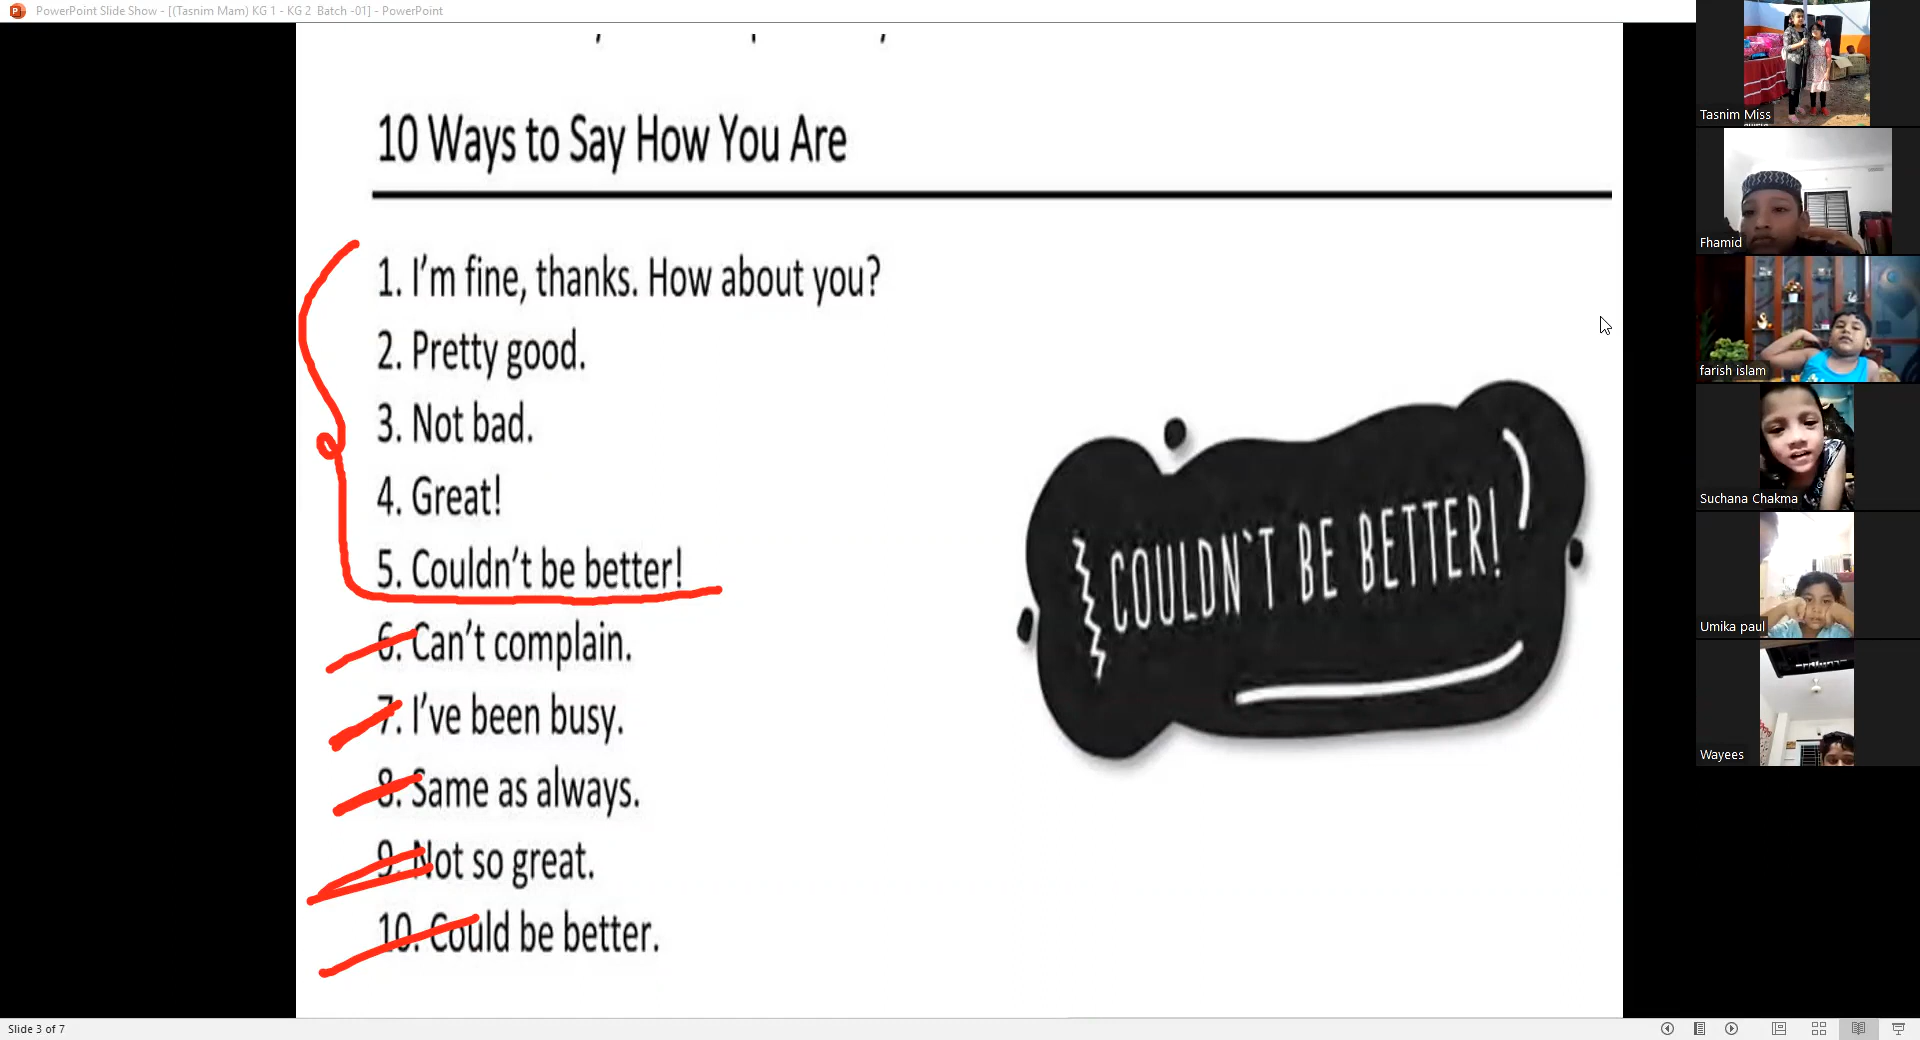 PowerPoint Slide Show - [(Tasnim Mam) KG 1 - KG 2 Batch -01] - PowerPoint
10 Ways to Say How You Are
1. I'm fine, thanks. How about you?
2. Pretty good.
3. Not bad.
4. Great!
5. Couldn't be better!
6. Can't complain.
7. I've been busy.
8. Same as always.
9. Not so great.
10. Could be better.
COULDN`T BE BETTER!
Tasnim Miss
Fhamid
farish islam
Suchana Chakma
Umika paul
Wayees
Slide 3 of 7